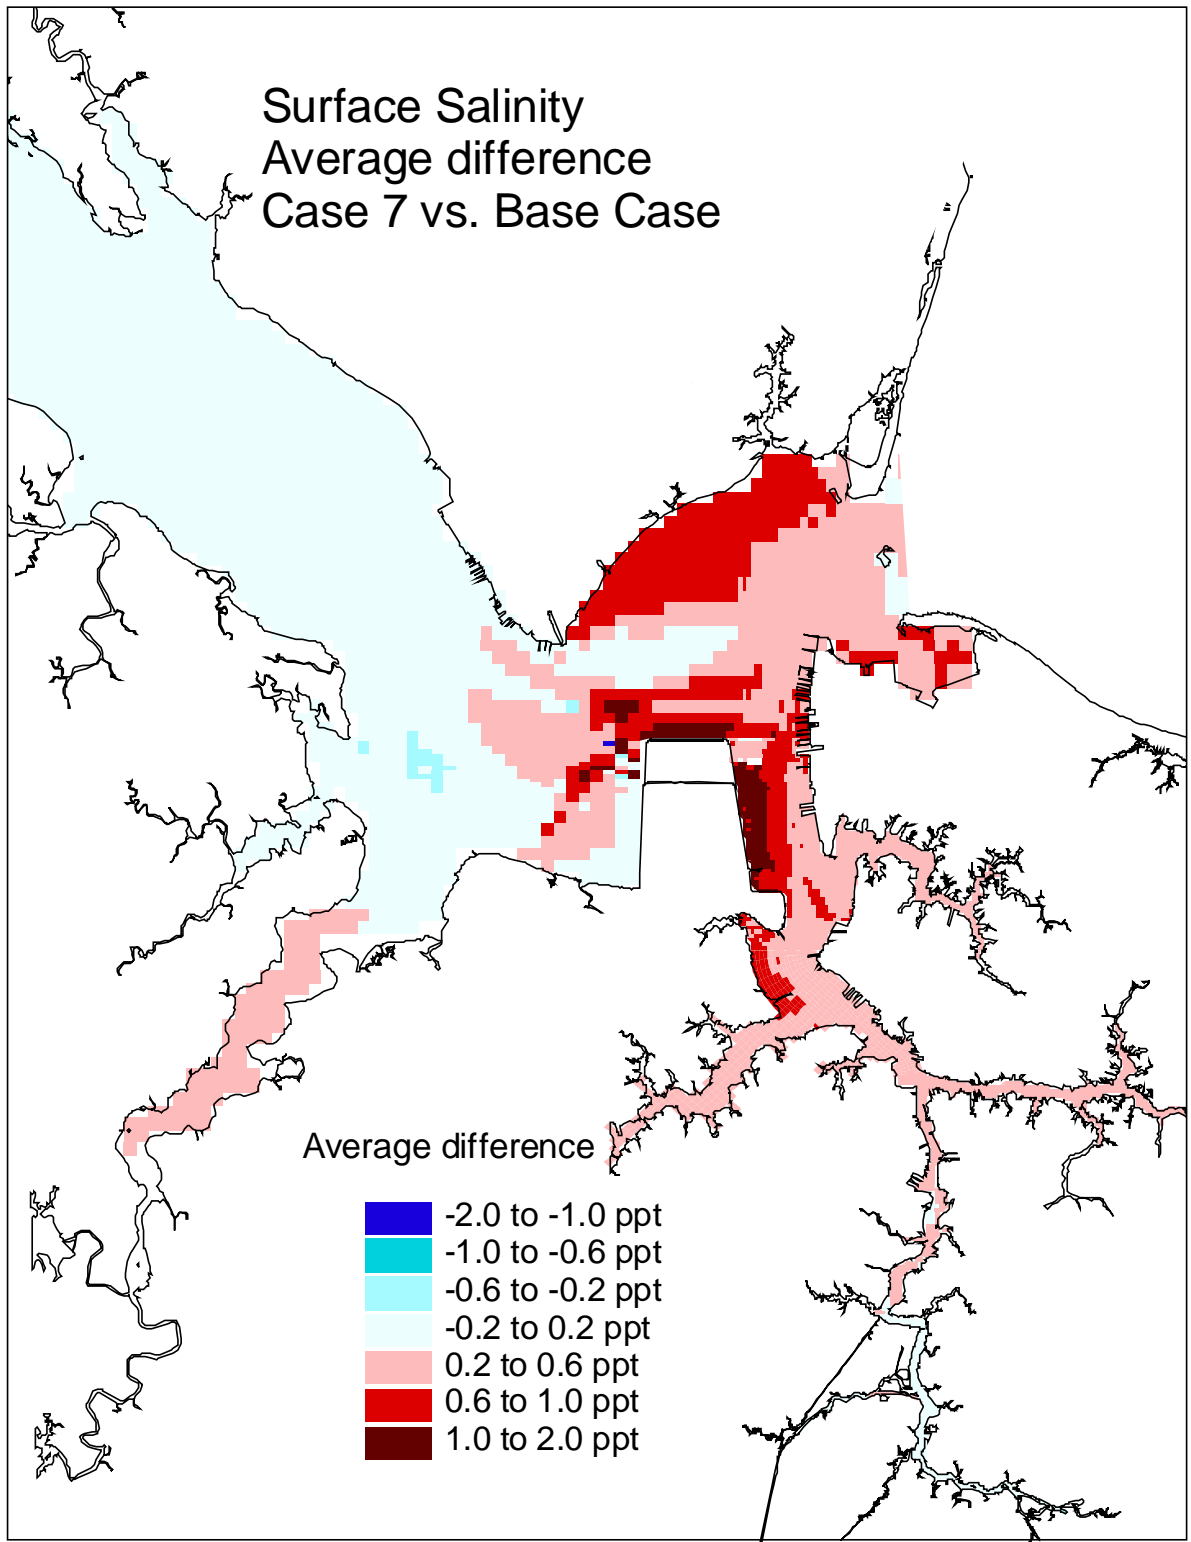 Surface Salinity
Average difference
Case 7 vs. Base Case
Average difference
-2.0 to -1.0 ppt
-1.0 to -0.6 ppt
-0.6 to -0.2 ppt
-0.2 to 0.2 ppt
0.2 to 0.6 ppt
0.6 to 1.0 ppt
1.0 to 2.0 ppt